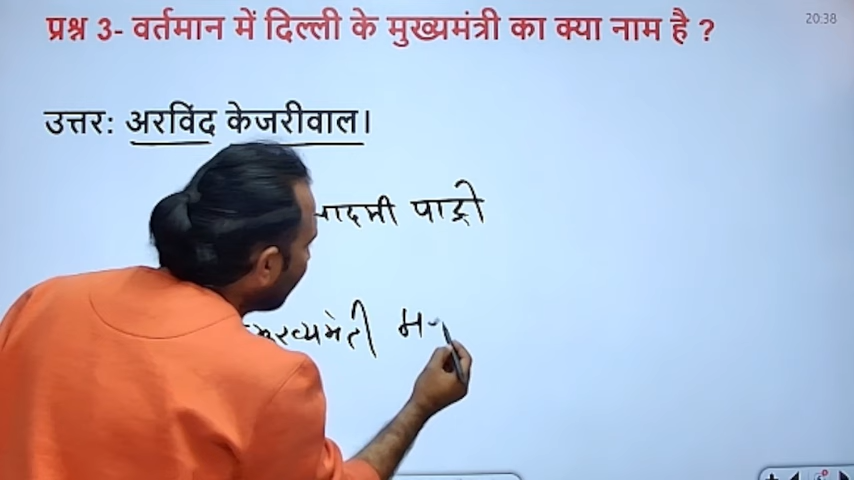 प्रश्न 3- वर्तमान में दिल्ली के मुख्यमंत्री का क्या नाम है ?
20:38
उत्तर: अरविंद केजरीवाल।
पार्टी